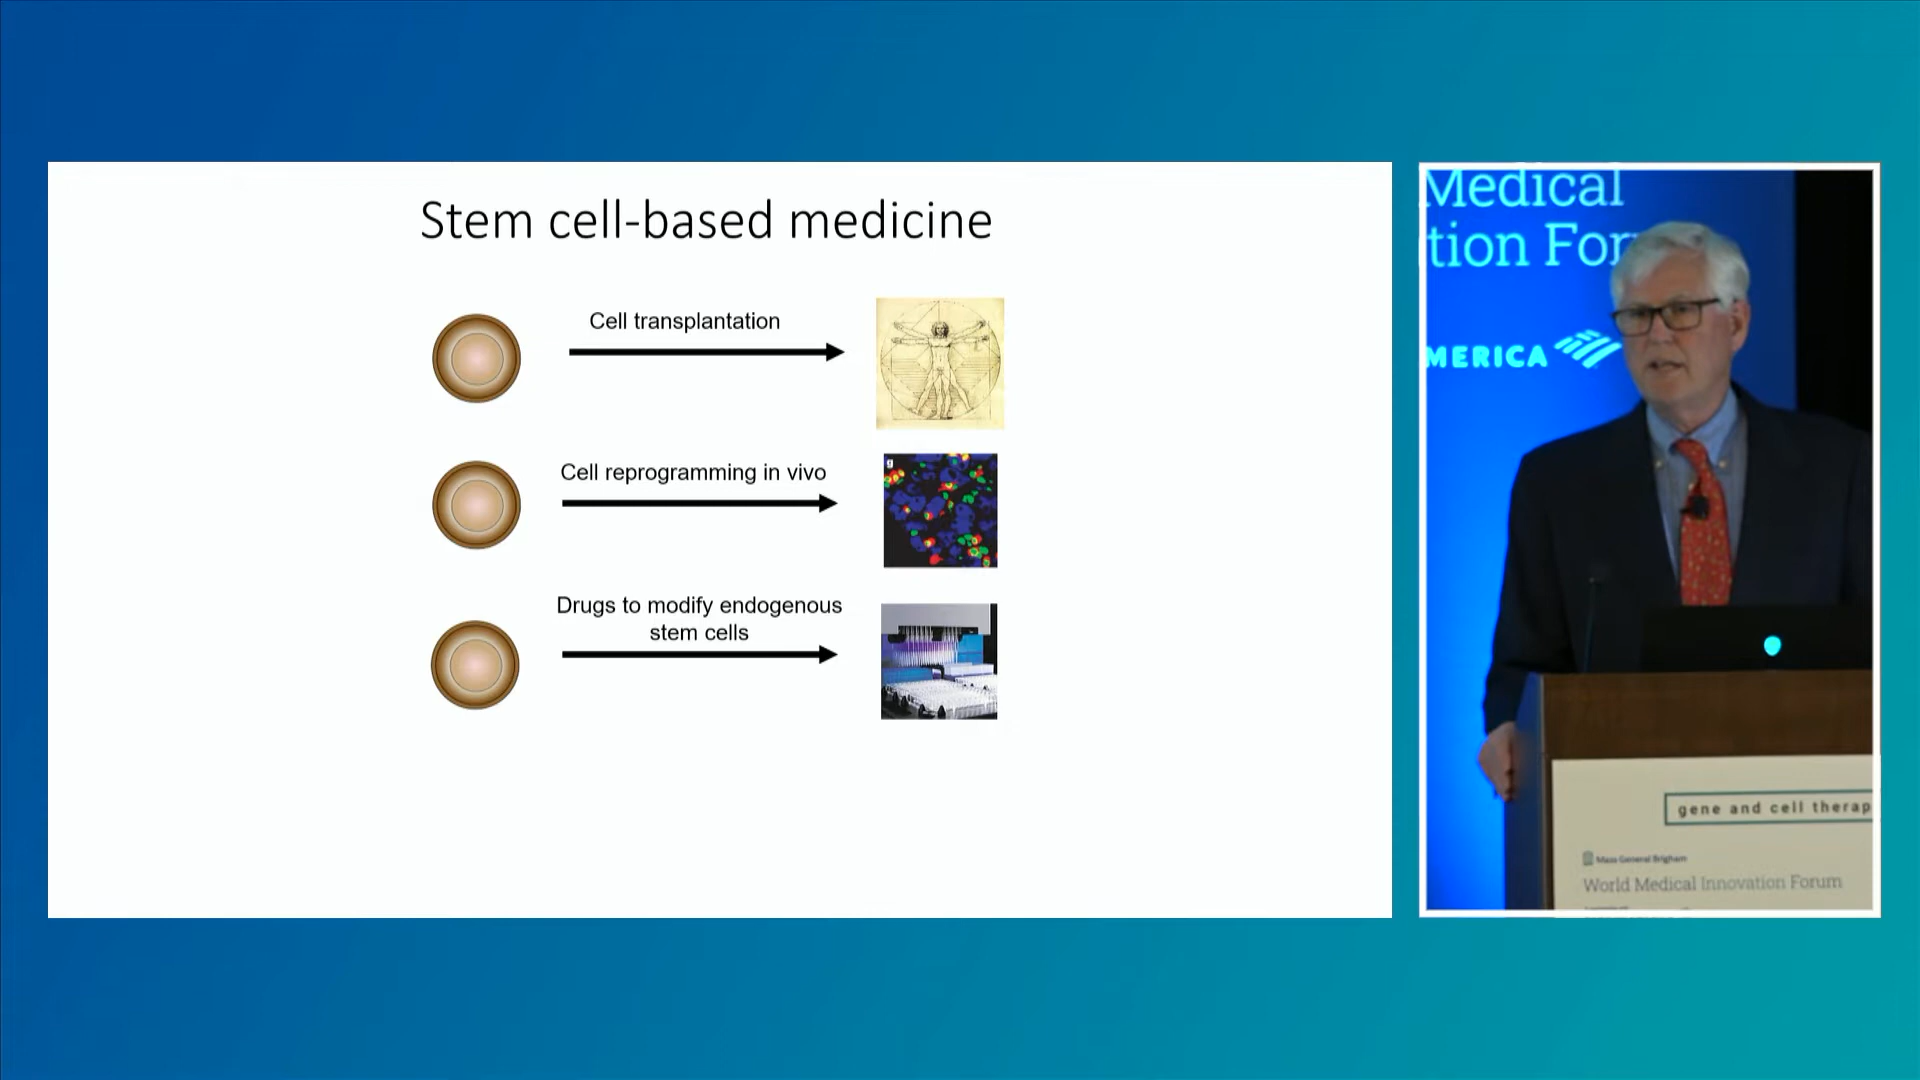 Stem cell-based medicine
Cell transplantation
Cell reprogramming in vivo
Drugs to modify endogenous
stem cells
Medical
tion For
MERICA
gene and cell therap
Mass General Brigham
World Medical Innovation Forum